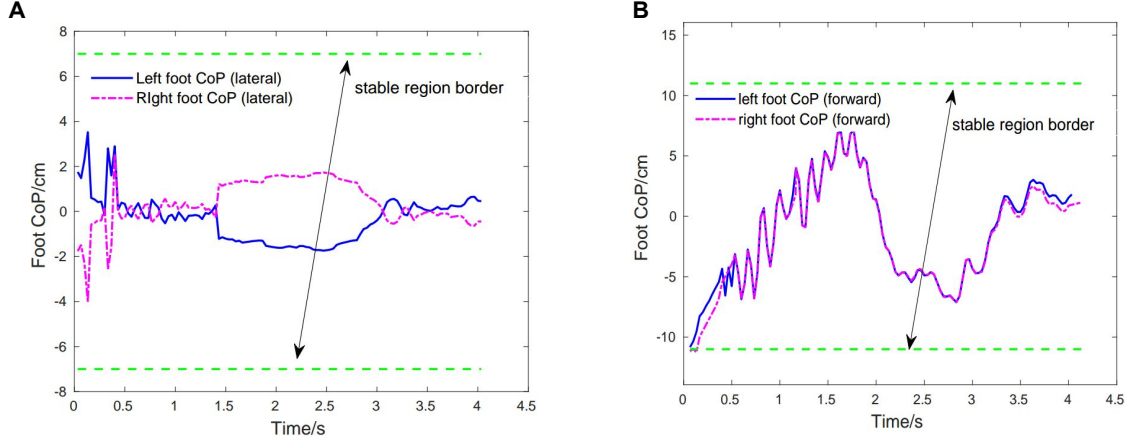 A
8
6
4
2
0
-2
-4
-6
-8
Foot CoP/cm
Left foot CoP (lateral)
RIght foot CoP (lateral)
stable region border
0 0.5 1 1.5 2 2.5 3 3.5 4 4.5
Time/s
B
15
10
5
0
-5
-10
Foot CoP/cm
left foot CoP (forward)
right foot CoP (forward)
stable region border
0 0.5 1 1.5 2 2.5 3 3.5 4 4.5
Time/s